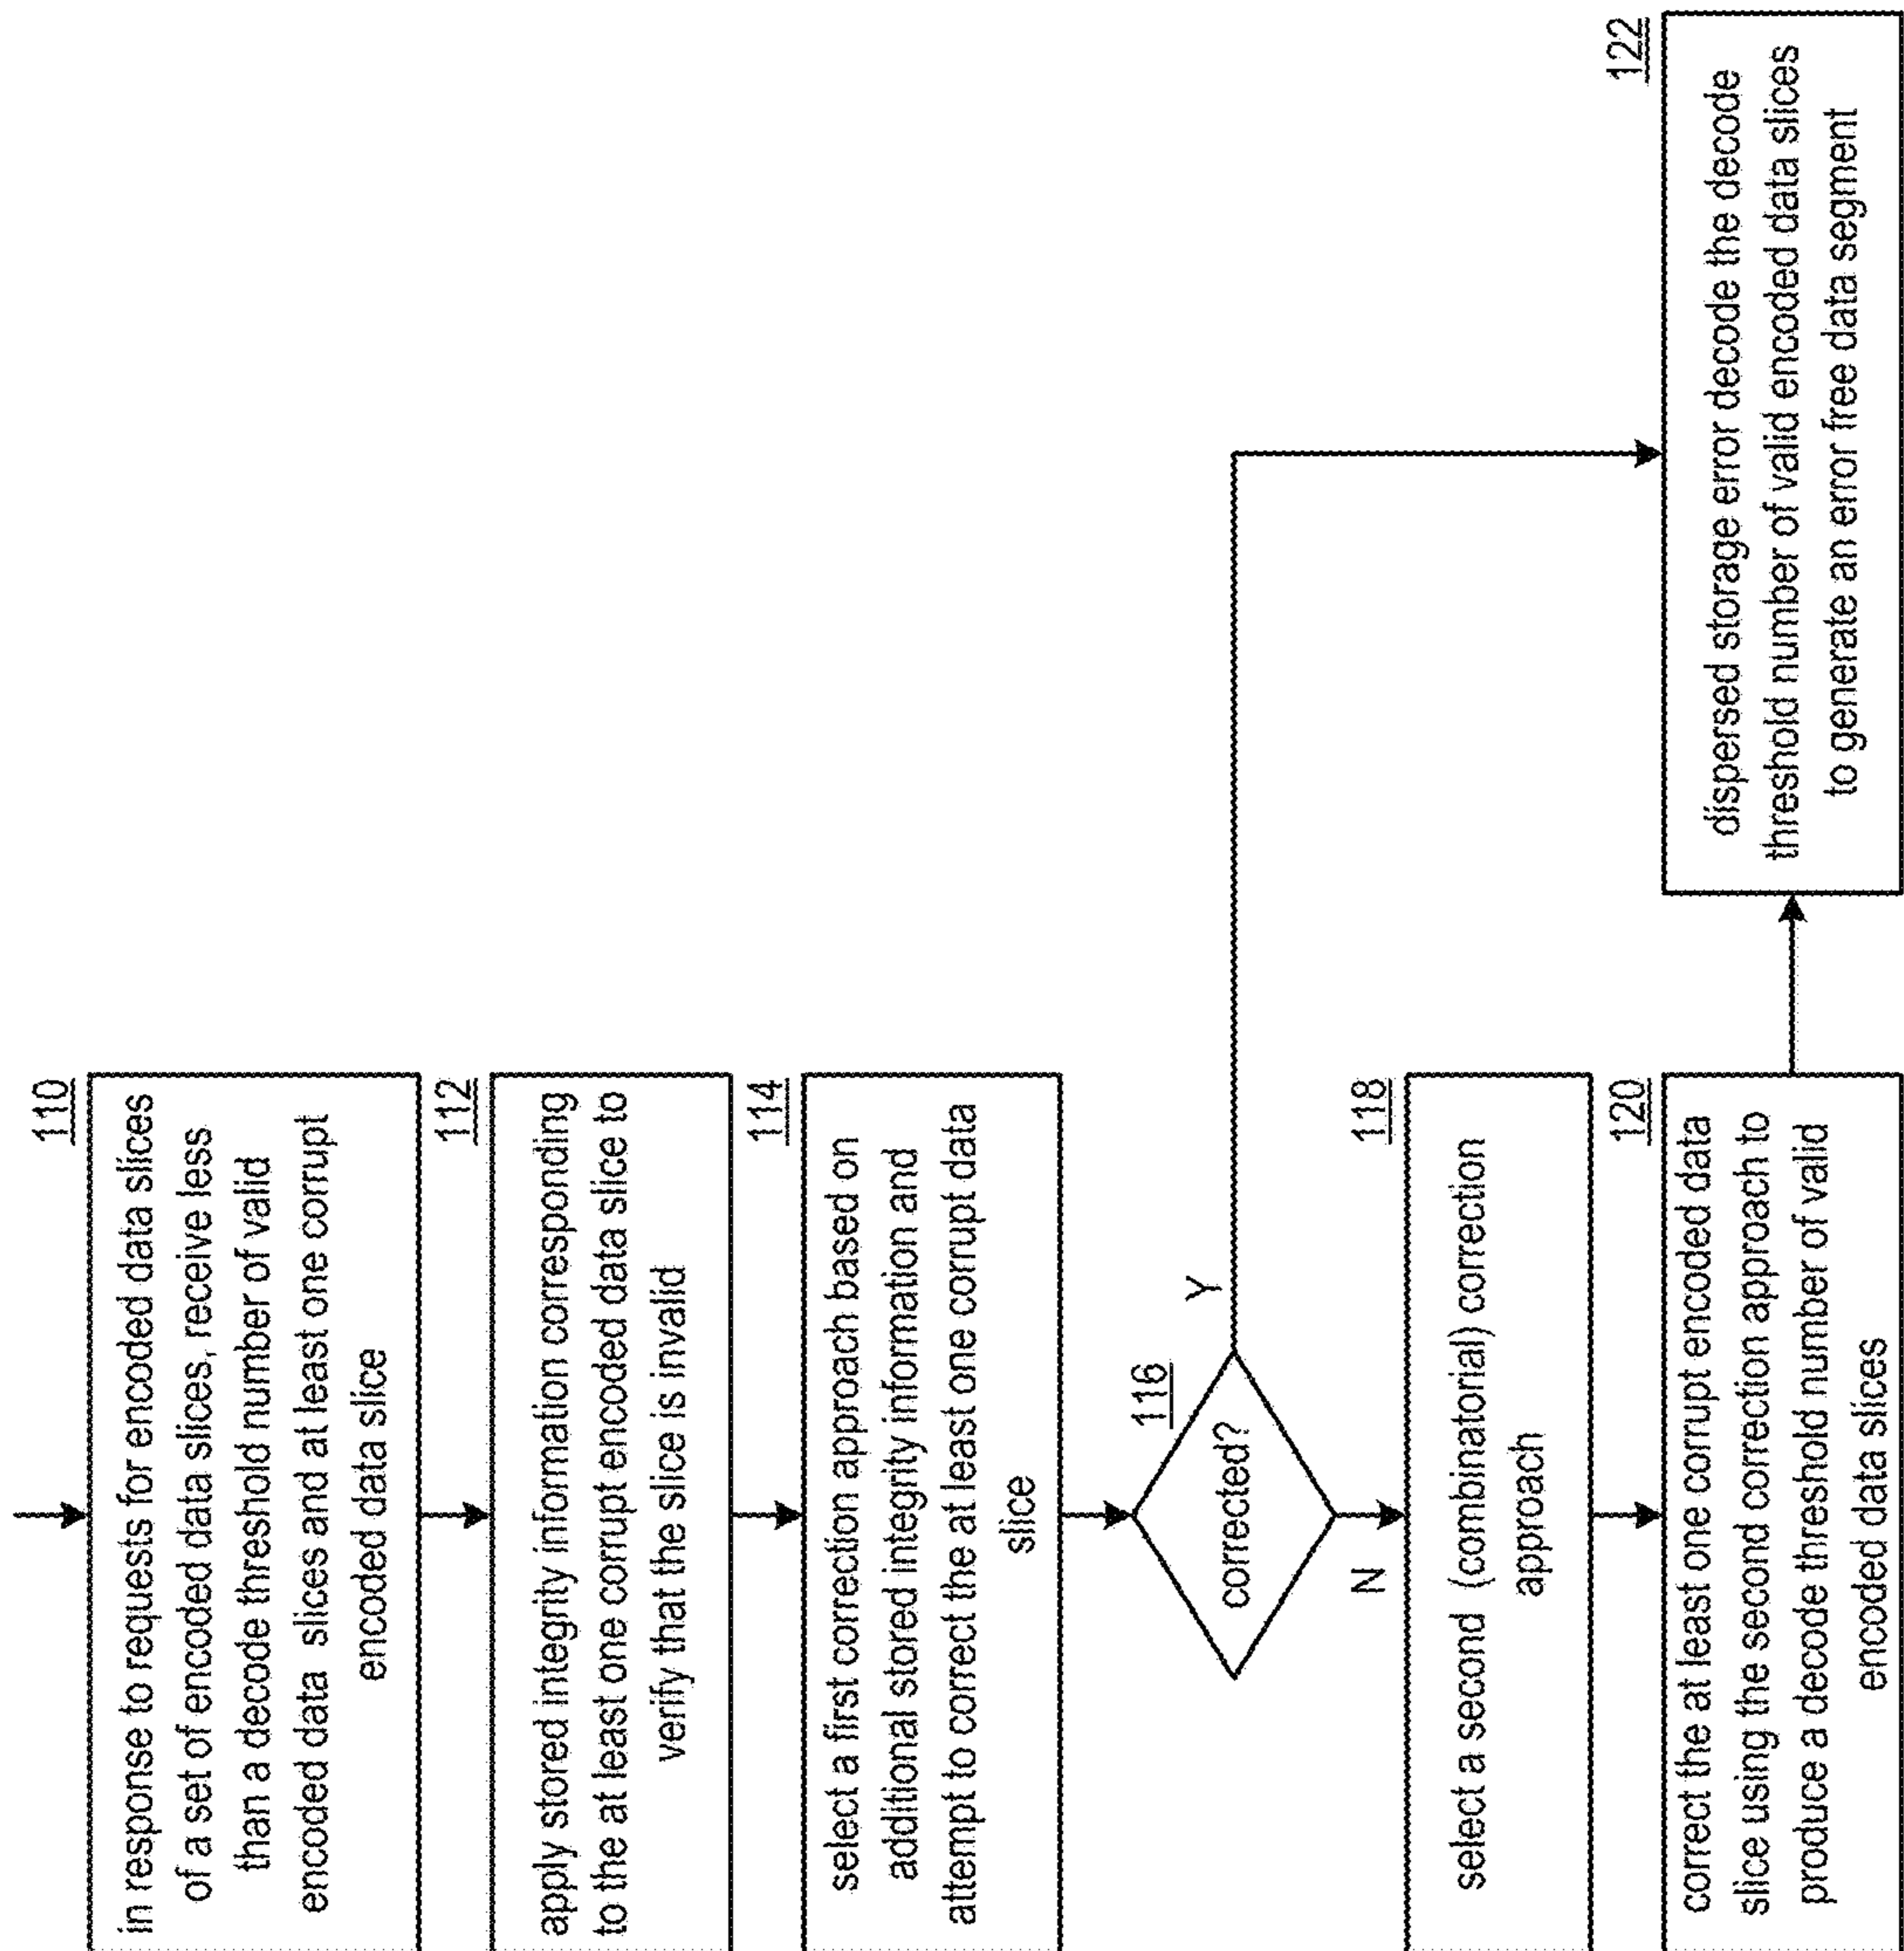 110
in response to requests for encoded data slices
of a set of encoded data slices, receive less
than a decode threshold number of valid
encoded data slices and at least one corrupt
encoded data slice
112
apply stored integrity information corresponding
to the at least one corrupt encoded data slice to
verify that the slice is invalid
114
select a first correction approach based on
additional stored integrity information and
attempt to correct the at least one corrupt data
slice
116
corrected?
Y
N
118
select a second (combinatorial) correction
approach
120
correct the at least one corrupt encoded data
slice using the second correction approach to
produce a decode threshold number of valid
encoded data slices
122
dispersed storage error decode the decode
threshold number of valid encoded data slices
to generate an error free data segment